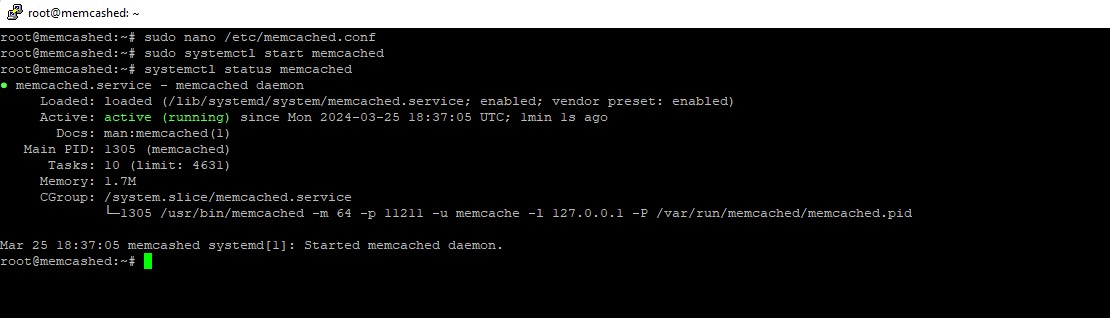 root@memcashed: ~
root@memcashed:~# sudo nano /etc/memcached.conf
root@memcashed:~# sudo systemctl start memcached
root@memcashed:~# systemctl status memcached
● memcached.service - memcached daemon
Loaded: loaded (/lib/systemd/system/memcached.service; enabled; vendor preset: enabled)
Active: active (running) since Mon 2024-03-25 18:37:05 UTC; 1min 1s ago
Docs: man:memcached(1)
Main PID: 1305 (memcached)
Tasks: 10 (limit: 4631)
Memory: 1.7M
CGroup: /system.slice/memcached.service
└─1305 /usr/bin/memcached -m 64 -p 11211 -u memcache -l 127.0.0.1 -P /var/run/memcached/memcached.pid
Mar 25 18:37:05 memcashed systemd[1]: Started memcached daemon.
root@memcashed:~#